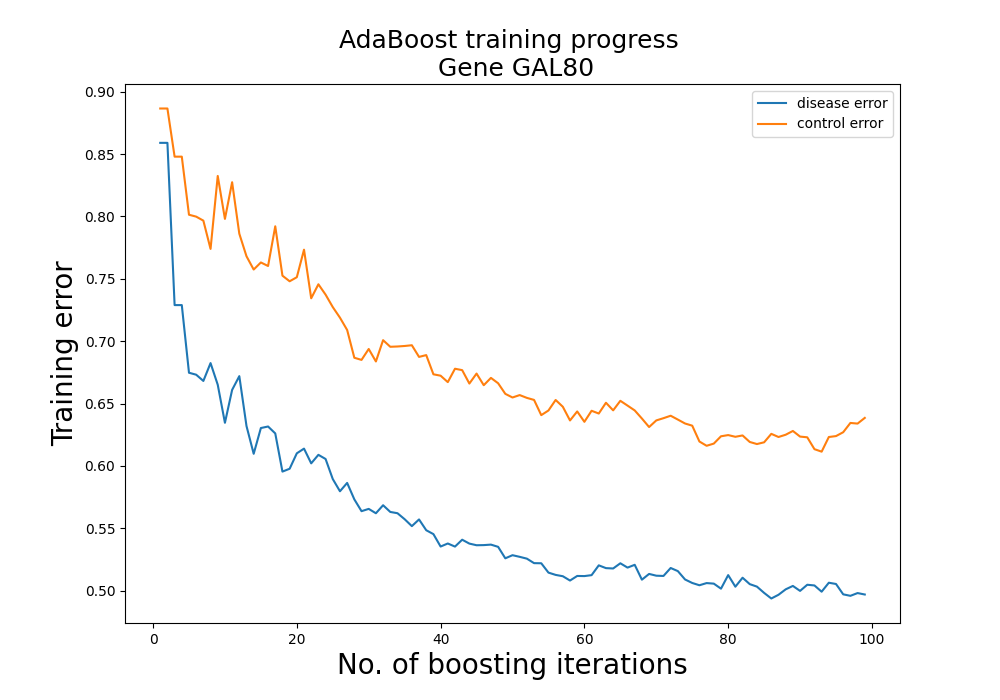 AdaBoost training progress
Gene GAL80
disease error
control error
Training error
0.90
0.85
0.80
0.75
0.70
0.65
0.60
0.55
0.50
0
20
40
60
80
100
No. of boosting iterations